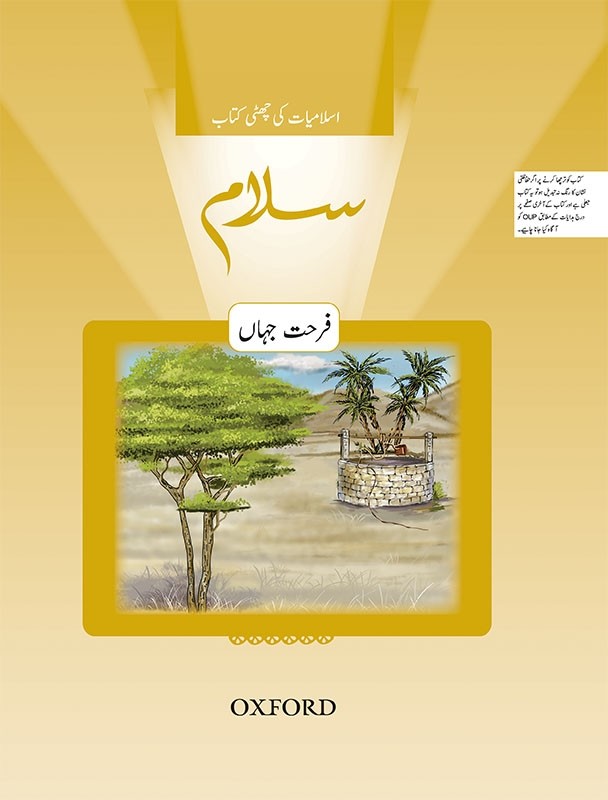 اسلامیات کی چھٹی کتاب
سلام
کتاب کو ترچھا کرنے پر اگر حفاظتی
نشان کا رنگ نہ تبدیل ہو تو یہ کتاب
جعلی ہے اور کتاب کے آخری صفحے پر
درج ہدایات کے مطابق OUP کو
آگاہ کیا جانا چاہیے۔
فرحت جہاں
OXFORD